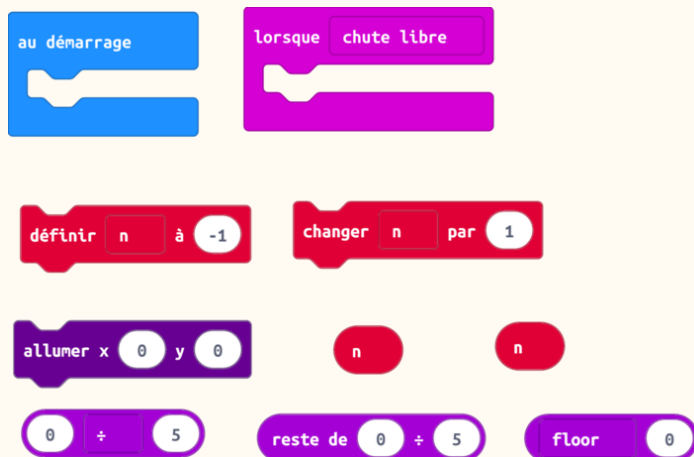 au démarrage
lorsque chute libre
définir n à -1
changer n par 1
allumer x 0 y 0
n
n
0 ÷ 5
reste de 0 ÷ 5
floor 0